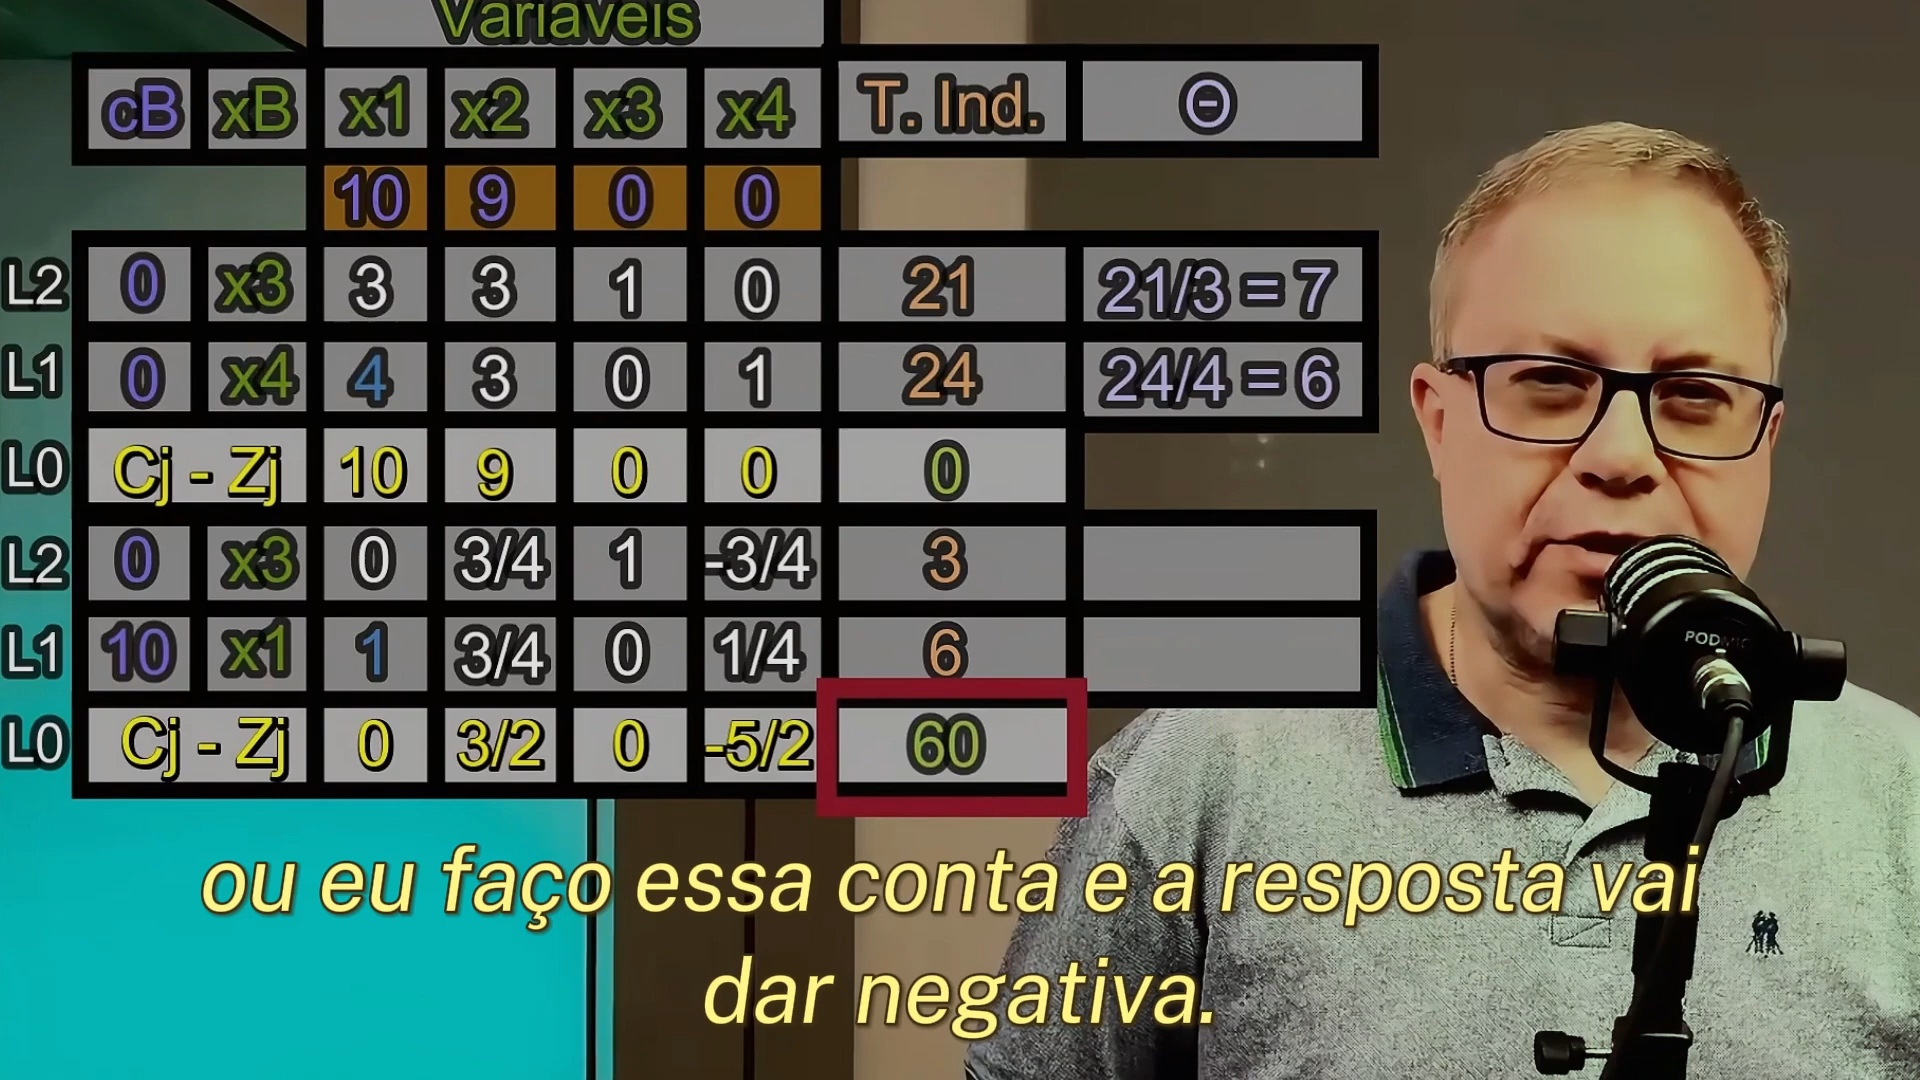 Variáveis
cB xB x1 x2 x3 x4 T. Ind. Θ
10 9 0 0
L2 0 x3 3 3 1 0 21 21/3 = 7
L1 0 x4 4 3 0 1 24 24/4 = 6
L0 Cj - Zj 10 9 0 0 0
L2 0 x3 0 3/4 1 -3/4 3
L1 10 x1 1 3/4 0 1/4 6
L0 Cj - Zj 0 3/2 0 -5/2 60
PODMIC
ou eu faço essa conta e a resposta vai
dar negativa.